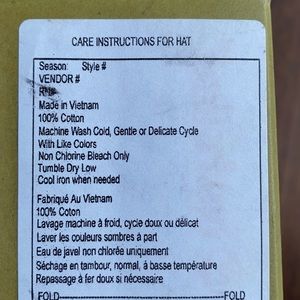 CARE INSTRUCTIONS FOR HAT
Season: Style #
VENDOR #
RN#
Made in Vietnam
100% Cotton
Machine Wash Cold, Gentle or Delicate Cycle
With Like Colors
Non Chlorine Bleach Only
Tumble Dry Low
Cool iron when needed
Fabriqué Au Vietnam
100% Coton
Lavage machine à froid, cycle doux ou délicat
Laver les couleurs sombres à part
Eau de javel non chlorée uniquement
Séchage en tambour, normal, à basse température
Repassage à fer doux si nécessaire
FOLD FOLD